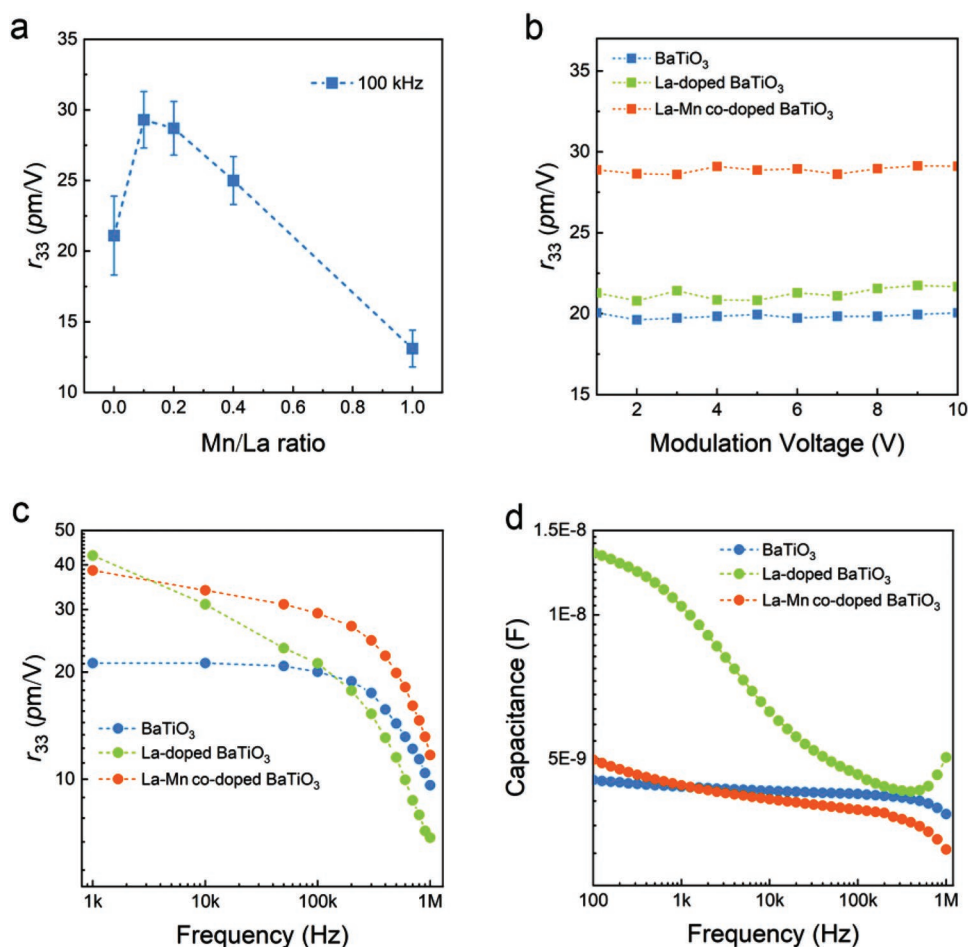 a
35
30
25
20
15
10
r33 (pm/V)
100 kHz
0.0 0.2 0.4 0.6 0.8 1.0
Mn/La ratio
b
35
30
25
20
15
r33 (pm/V)
BaTiO3
La-doped BaTiO3
La-Mn co-doped BaTiO3
2 4 6 8 10
Modulation Voltage (V)
c
50
40
30
20
10
r33 (pm/V)
BaTiO3
La-doped BaTiO3
La-Mn co-doped BaTiO3
1k 10k 100k 1M
Frequency (Hz)
d
1.5E-8
1E-8
5E-9
Capacitance (F)
BaTiO3
La-doped BaTiO3
La-Mn co-doped BaTiO3
100 1k 10k 100k 1M
Frequency (Hz)